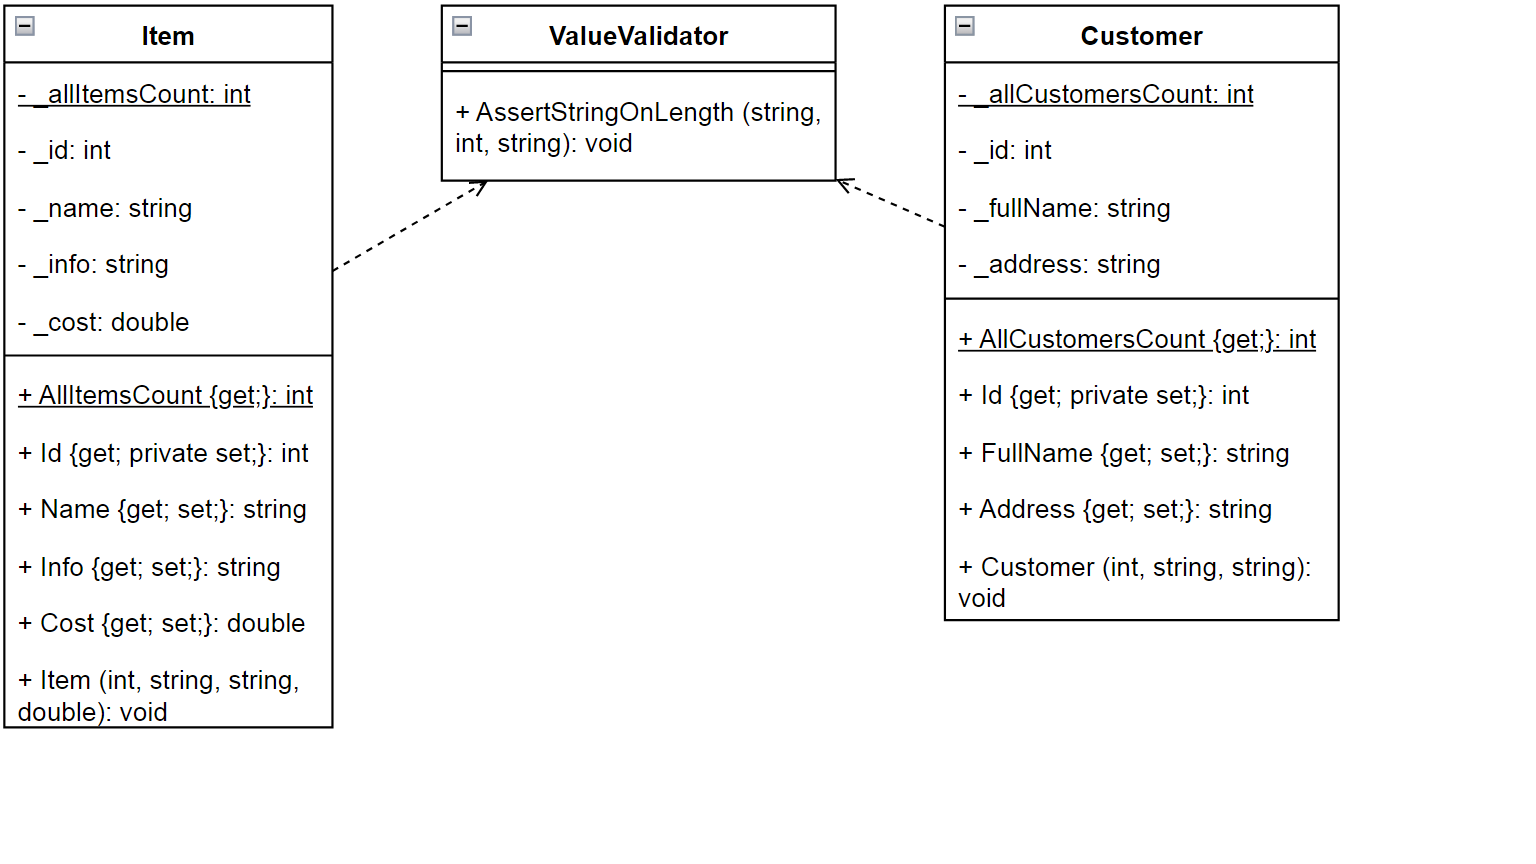 Item
- _allItemsCount: int
- _id: int
- _name: string
- _info: string
- _cost: double
+ AllItemsCount {get;}: int
+ Id {get; private set;}: int
+ Name {get; set;}: string
+ Info {get; set;}: string
+ Cost {get; set;}: double
+ Item (int, string, string,
double): void
ValueValidator
+ AssertStringOnLength (string,
int, string): void
Customer
- _allCustomersCount: int
- _id: int
- _fullName: string
- _address: string
+ AllCustomersCount {get;}: int
+ Id {get; private set;}: int
+ FullName {get; set;}: string
+ Address {get; set;}: string
+ Customer (int, string, string):
void